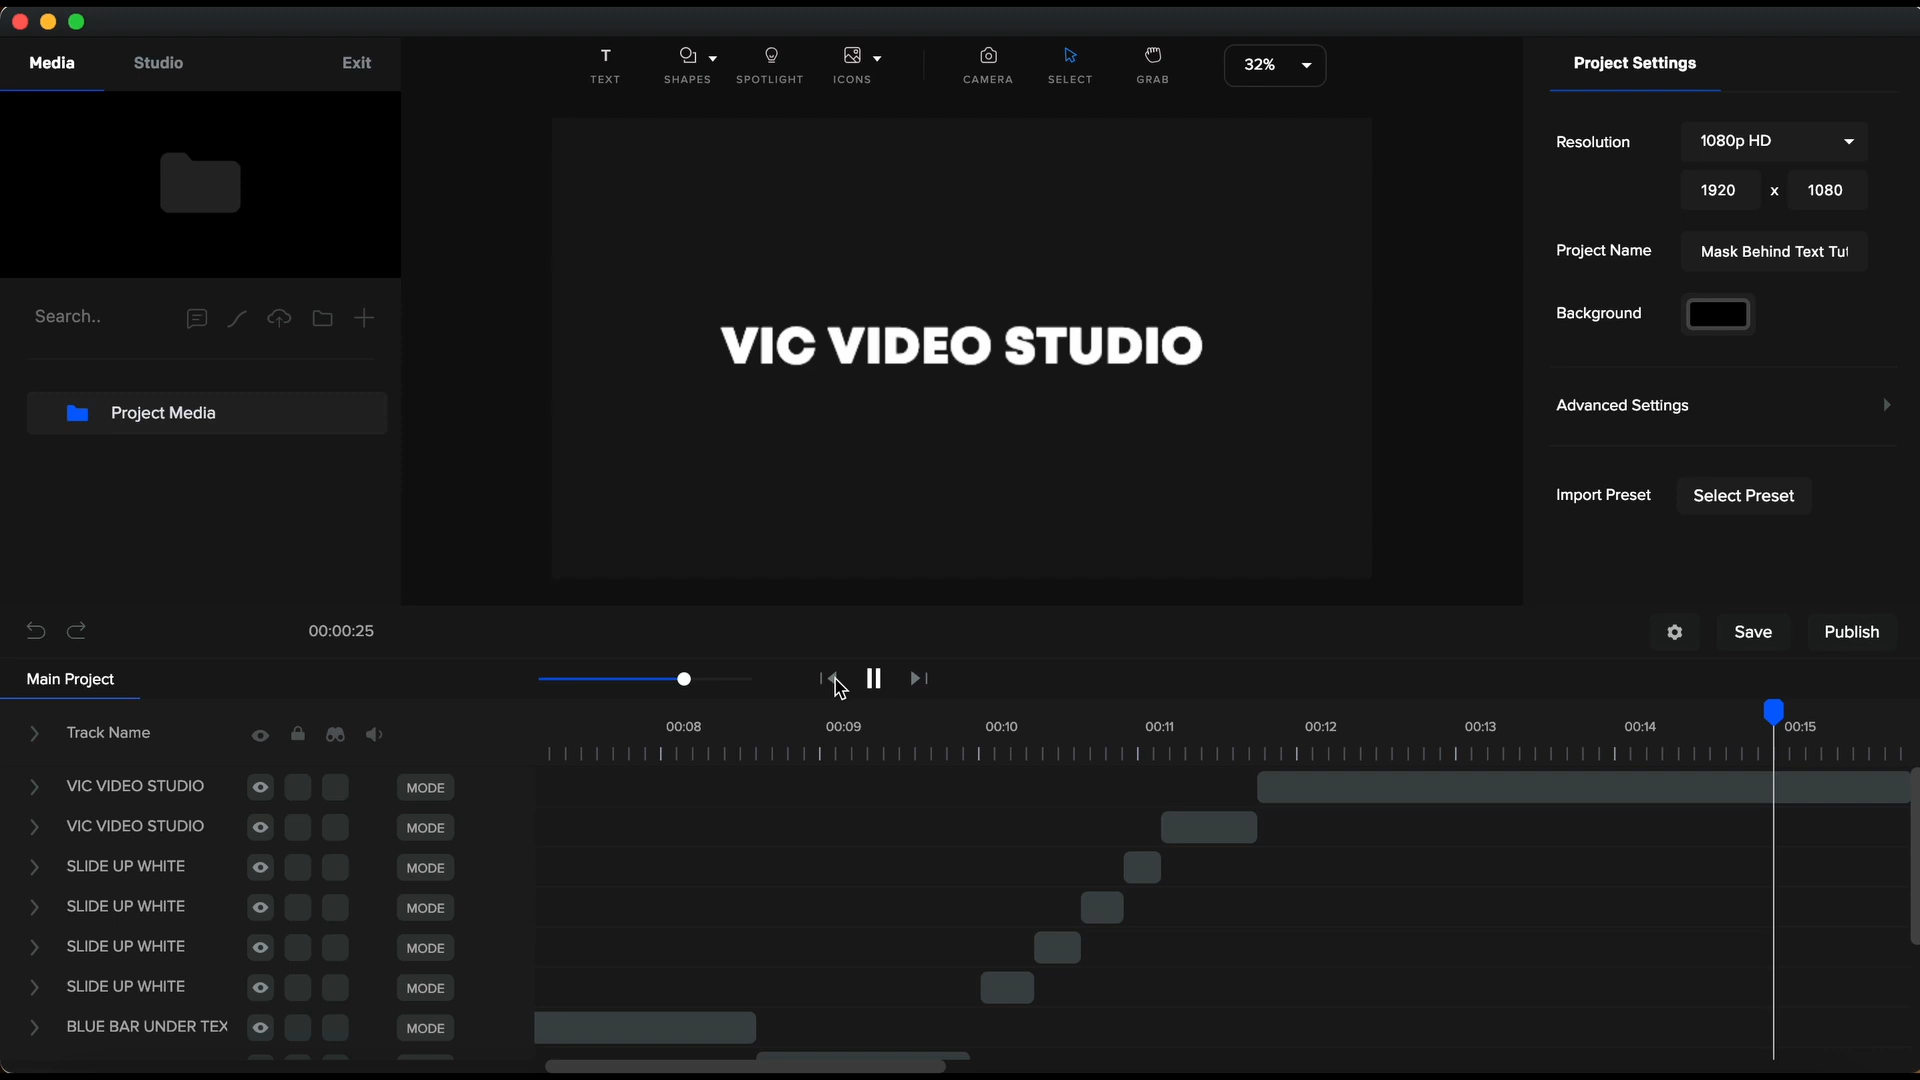 Media Studio Exit
TEXT SHAPES SPOTLIGHT ICONS CAMERA SELECT GRAB
32%
Project Settings
Resolution 1080p HD
1920 x 1080
Project Name Mask Behind Text Tut
Background
Advanced Settings
Import Preset Select Preset
Search..
Project Media
VIC VIDEO STUDIO
00:00:25
Save Publish
Main Project
Track Name
00:08 00:09 00:10 00:11 00:12 00:13 00:14 00:15
VIC VIDEO STUDIO MODE
VIC VIDEO STUDIO MODE
SLIDE UP WHITE MODE
SLIDE UP WHITE MODE
SLIDE UP WHITE MODE
SLIDE UP WHITE MODE
BLUE BAR UNDER TEX MODE